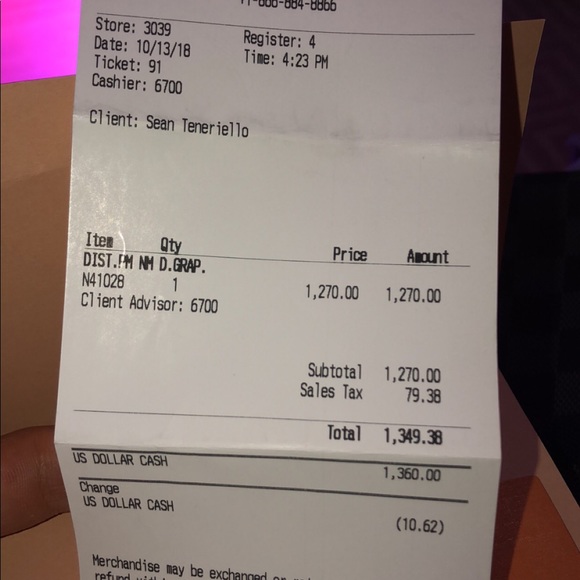 Store: 3039 Register: 4
Date: 10/13/18 Time: 4:23 PM
Ticket: 91
Cashier: 6700
Client: Sean Teneriello
Item Qty Price Amount
DIST.PM NM D.GRAP.
N41028 1 1,270.00 1,270.00
Client Advisor: 6700
Subtotal 1,270.00
Sales Tax 79.38
Total 1,349.38
US DOLLAR CASH 1,360.00
Change
US DOLLAR CASH (10.62)
Merchandise may be exchanged or
refund